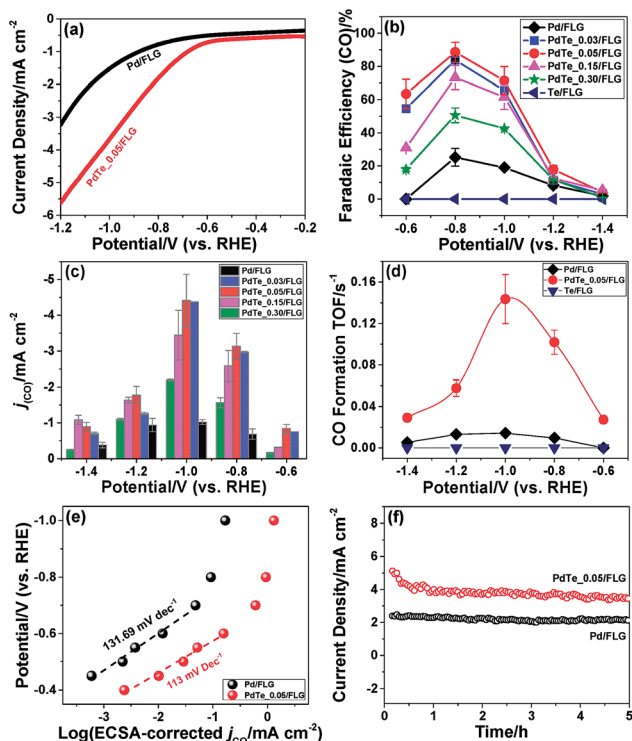 (a)
Current Density/mA cm-2
0
-1
-2
-3
-4
-5
-6
Pd/FLG
PdTe_0.05/FLG
-1.2 -1.0 -0.8 -0.6 -0.4 -0.2
Potential/V (vs. RHE)
(b)
Faradaic Efficiency (CO)/%
100
80
60
40
20
0
Pd/FLG
PdTe_0.03/FLG
PdTe_0.05/FLG
PdTe_0.15/FLG
PdTe_0.30/FLG
Te/FLG
-0.6 -0.8 -1.0 -1.2 -1.4
Potential/V (vs. RHE)
(c)
j(CO)/mA cm-2
-5
-4
-3
-2
-1
0
Pd/FLG
PdTe_0.03/FLG
PdTe_0.05/FLG
PdTe_0.15/FLG
PdTe_0.30/FLG
-1.4 -1.2 -1.0 -0.8 -0.6
Potential/V (vs. RHE)
(d)
CO Formation TOF/s-1
0.16
0.12
0.08
0.04
0.00
Pd/FLG
PdTe_0.05/FLG
Te/FLG
-1.4 -1.2 -1.0 -0.8 -0.6
Potential/V (vs. RHE)
(e)
Potential/V (vs. RHE)
-1.0
-0.8
-0.6
-0.4
131.69 mV dec-1
113 mV Dec-1
Pd/FLG
PdTe_0.05/FLG
-3 -2 -1 0
Log(ECSA-corrected jCO/mA cm-2)
(f)
Current Density/mA cm-2
8
6
4
2
0
-2
PdTe_0.05/FLG
Pd/FLG
0 1 2 3 4 5
Time/h